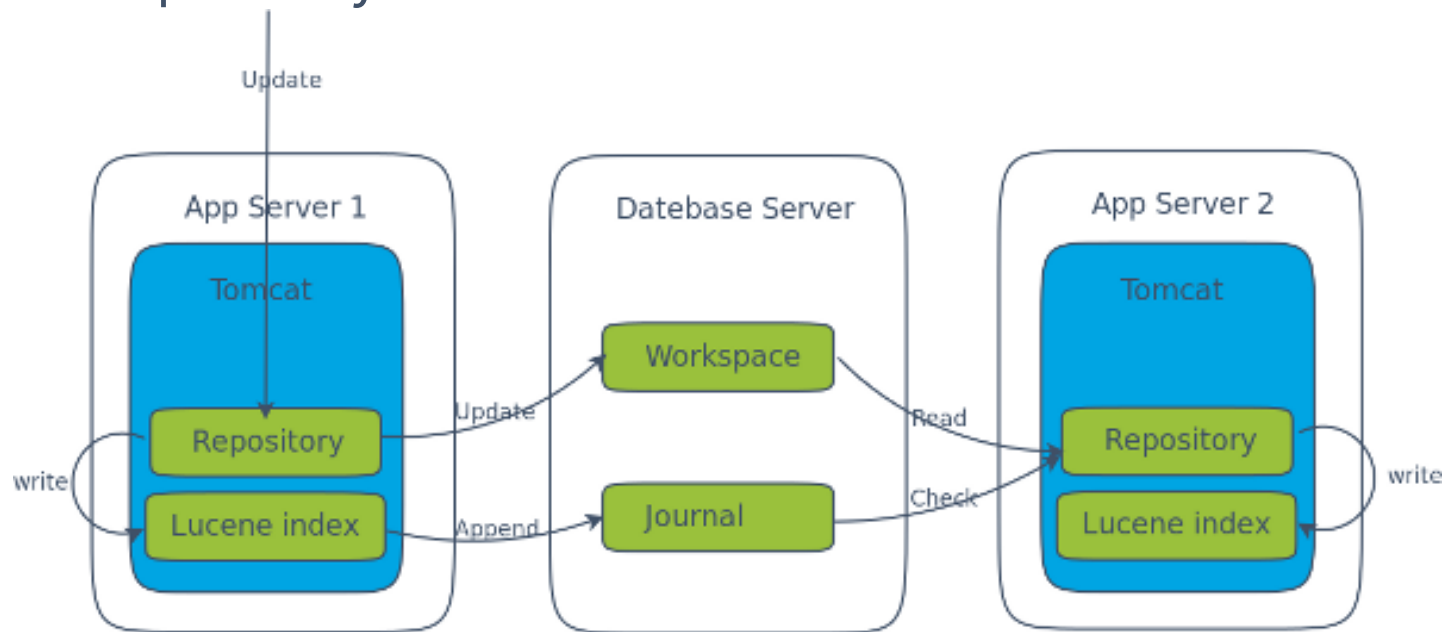 Update
App Server 1
Tomcat
Repository
Lucene index
write
Update
Append
Datebase Server
Workspace
Journal
Read
Check
App Server 2
Tomcat
Repository
Lucene index
write